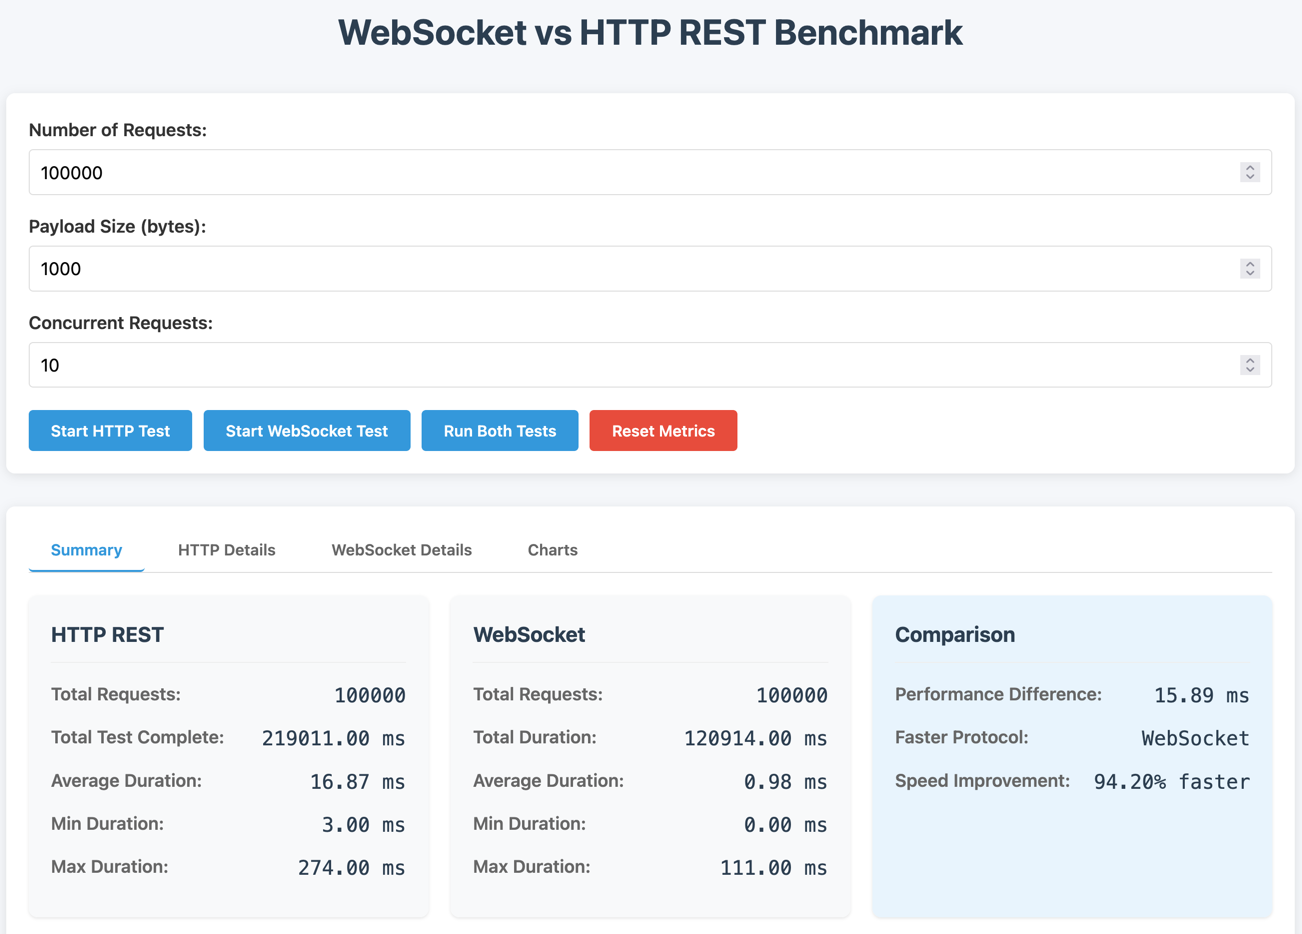 WebSocket vs HTTP REST Benchmark
Number of Requests:
100000
Payload Size (bytes):
1000
Concurrent Requests:
10
Start HTTP Test
Start WebSocket Test
Run Both Tests
Reset Metrics
Summary
HTTP Details
WebSocket Details
Charts
HTTP REST
Total Requests: 100000
Total Test Complete: 219011.00 ms
Average Duration: 16.87 ms
Min Duration: 3.00 ms
Max Duration: 274.00 ms
WebSocket
Total Requests: 100000
Total Duration: 120914.00 ms
Average Duration: 0.98 ms
Min Duration: 0.00 ms
Max Duration: 111.00 ms
Comparison
Performance Difference: 15.89 ms
Faster Protocol: WebSocket
Speed Improvement: 94.20% faster